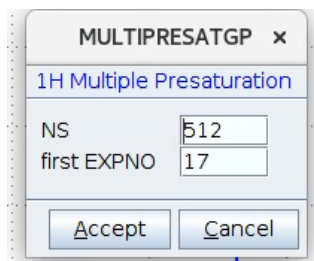 MULTIPRESATGP ×
1H Multiple Presaturation
NS 512
first EXPNO 17
Accept Cancel